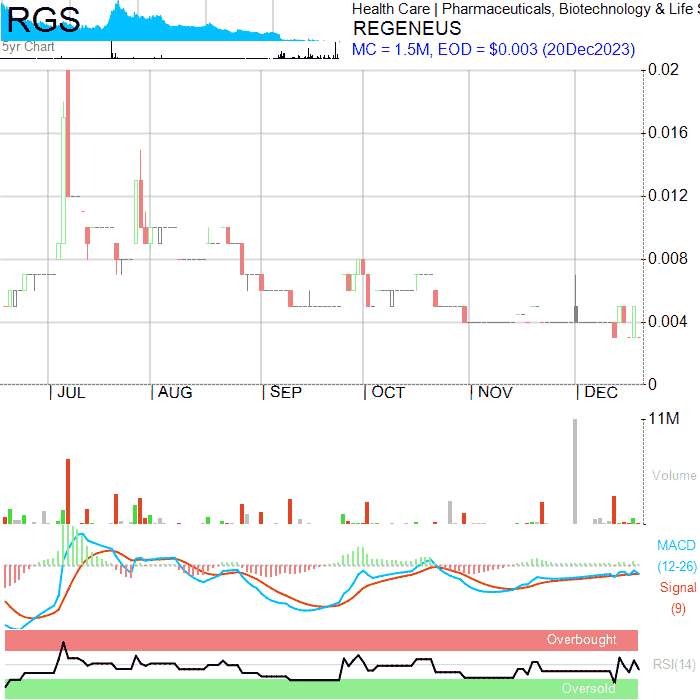 RGS
5yr Chart
Health Care | Pharmaceuticals, Biotechnology & Life
REGENEUS
MC = 1.5M, EOD = $0.003 (20Dec2023)
0.02
0.016
0.012
0.008
0.004
0
JUL AUG SEP OCT NOV DEC
11M
Volume
MACD
(12-26)
Signal
(9)
Overbought
RSI(14)
Oversold